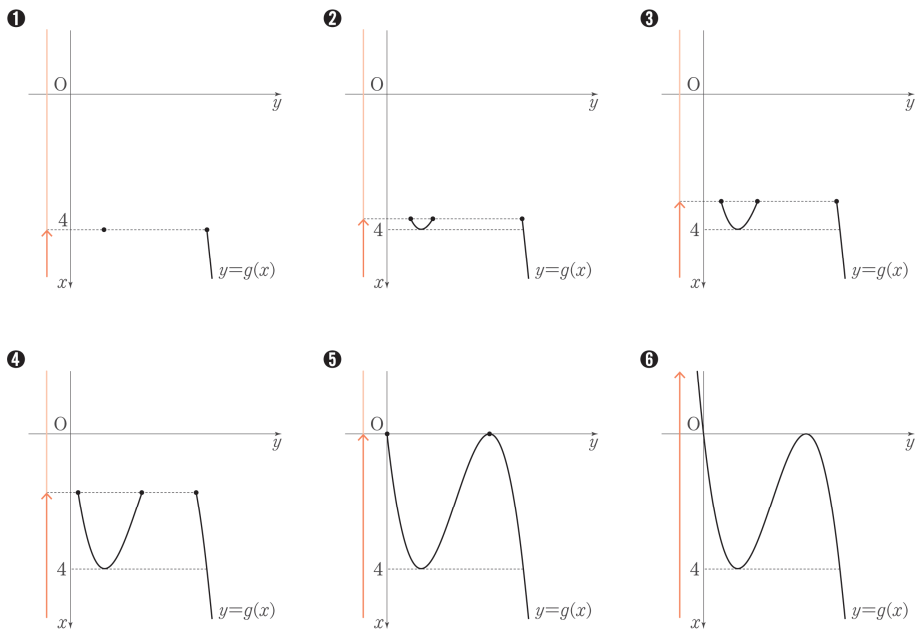 ❶
O
y
4
y=g(x)
x
❷
O
y
4
y=g(x)
x
❸
O
y
4
y=g(x)
x
❹
O
y
4
y=g(x)
x
❺
O
y
4
y=g(x)
x
❻
O
y
4
y=g(x)
x